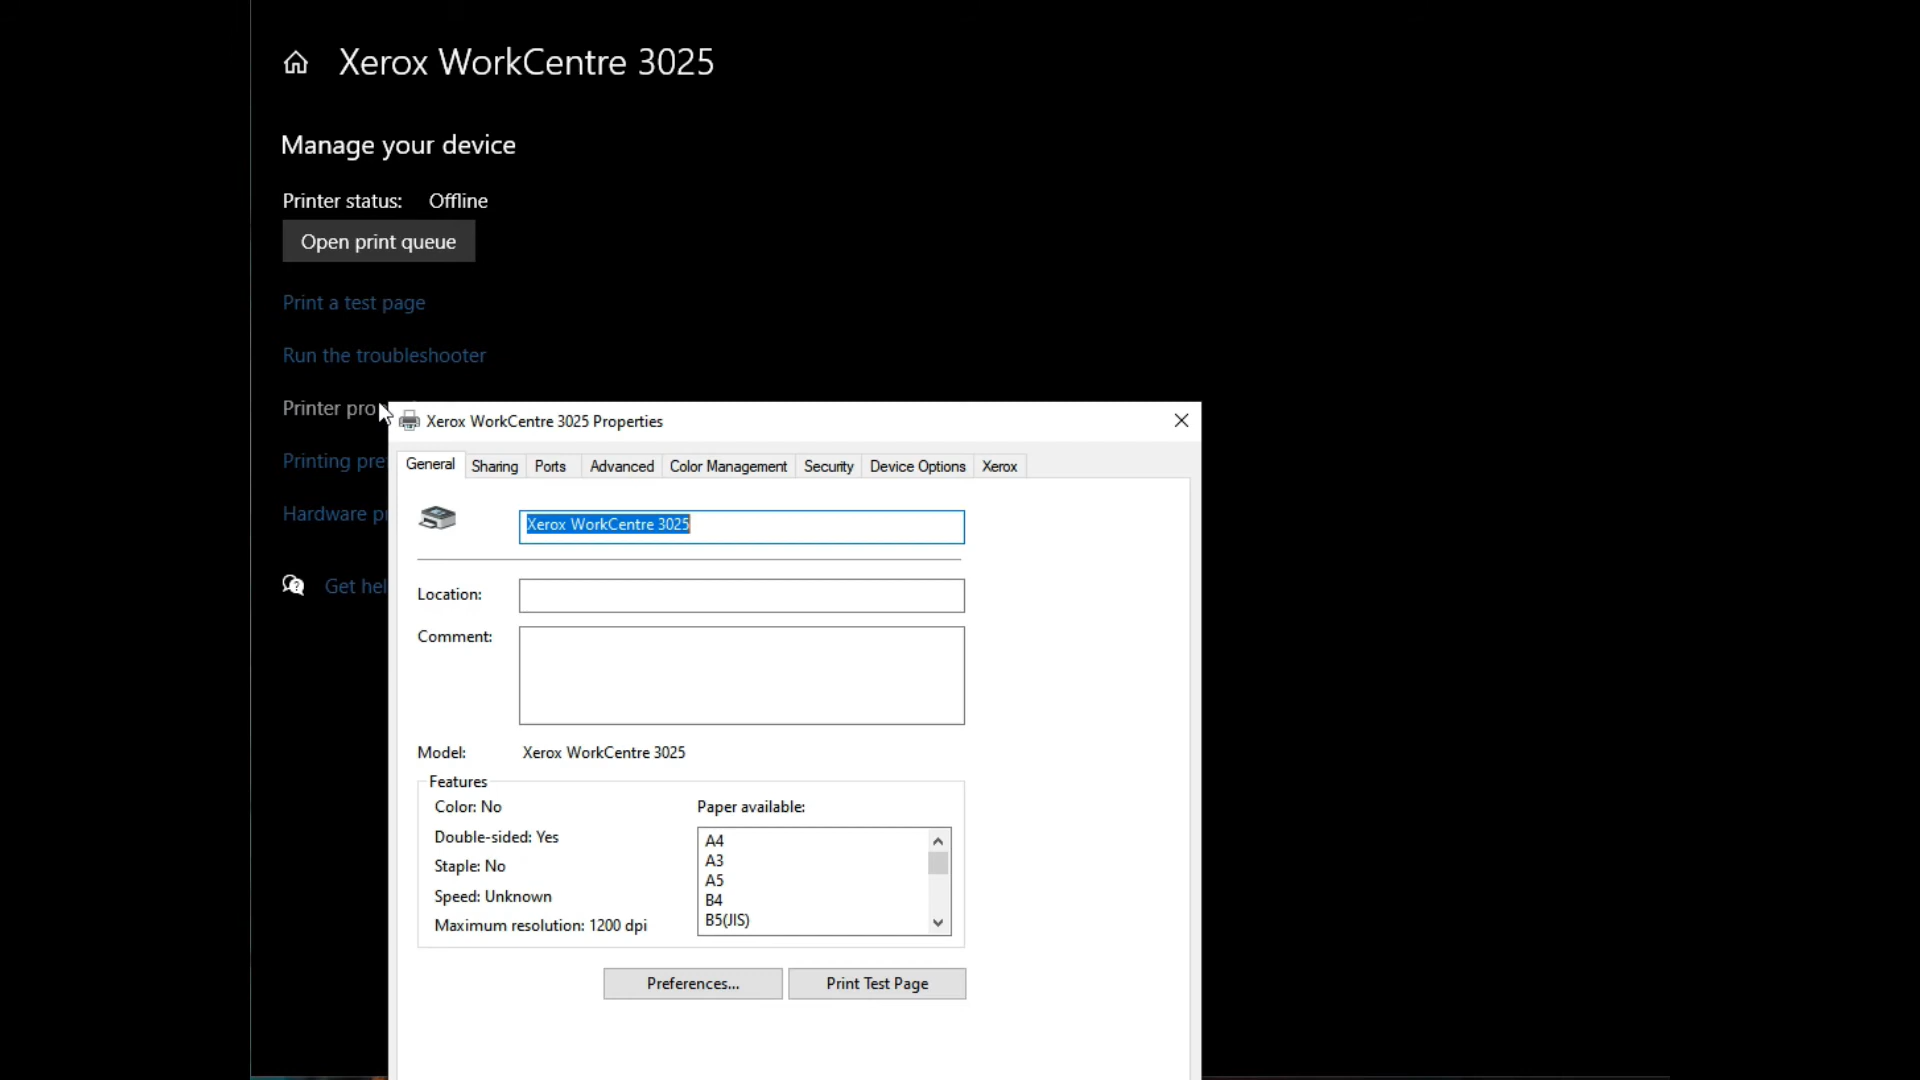 Xerox WorkCentre 3025
Manage your device
Printer status: Offline
Open print queue
Print a test page
Run the troubleshooter
Printer pro
Printing pre
Hardware p
Get hel
Xerox WorkCentre 3025 Properties
General Sharing Ports Advanced Color Management Security Device Options Xerox
Xerox WorkCentre 3025
Location:
Comment:
Model: Xerox WorkCentre 3025
Features
Color: No
Double-sided: Yes
Staple: No
Speed: Unknown
Maximum resolution: 1200 dpi
Paper available:
A4
A3
A5
B4
B5(JIS)
Preferences... Print Test Page